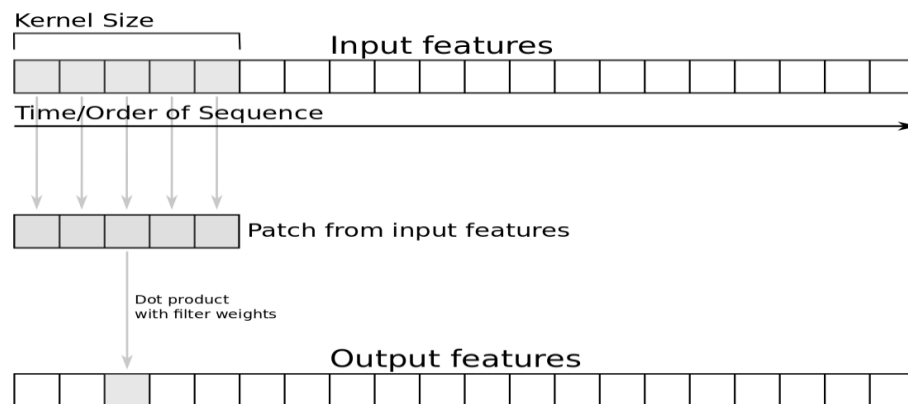 Kernel Size
Input features
Time/Order of Sequence
Patch from input features
Dot product
with filter weights
Output features